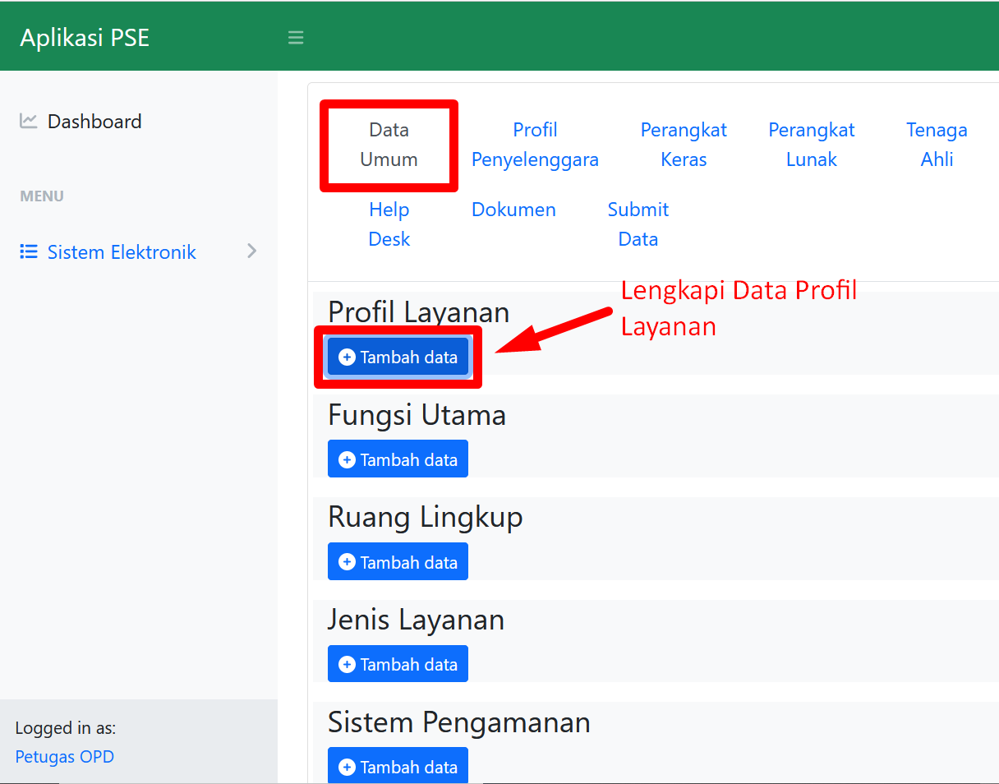 Aplikasi PSE
Dashboard
MENU
Sistem Elektronik
Logged in as:
Petugas OPD
Data
Umum
Profil
Penyelenggara
Perangkat
Keras
Perangkat
Lunak
Tenaga
Ahli
Help
Desk
Dokumen
Submit
Data
Lengkapi Data Profil
Layanan
Profil Layanan
Tambah data
Fungsi Utama
Tambah data
Ruang Lingkup
Tambah data
Jenis Layanan
Tambah data
Sistem Pengamanan
Tambah data